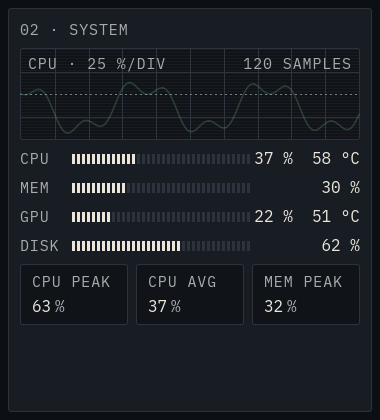 02 · SYSTEM
CPU · 25 %/DIV 120 SAMPLES
CPU 37 % 58 °C
MEM 30 %
GPU 22 % 51 °C
DISK 62 %
CPU PEAK CPU AVG MEM PEAK
63 % 37 % 32 %